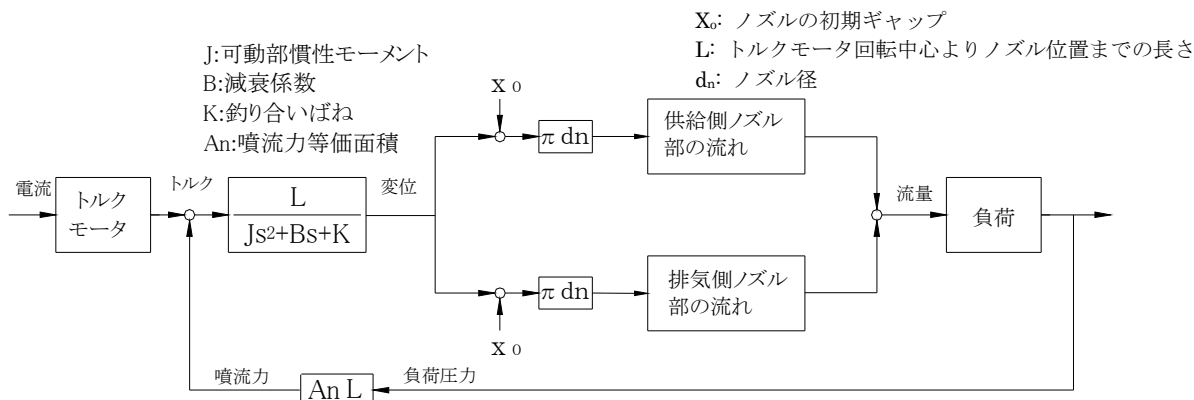 J:可動部慣性モーメント
B:減衰係数
K:釣り合いばね
An:噴流力等価面積
Xo: ノズルの初期ギャップ
L: トルクモータ回転中心よりノズル位置までの長さ
dn: ノズル径
x 0
π dn
供給側ノズル
部の流れ
電流
トルク
モータ
トルク
L
Js2+Bs+K
変位
流量
負荷
π dn
排気側ノズル
部の流れ
x 0
噴流力
An L
負荷圧力